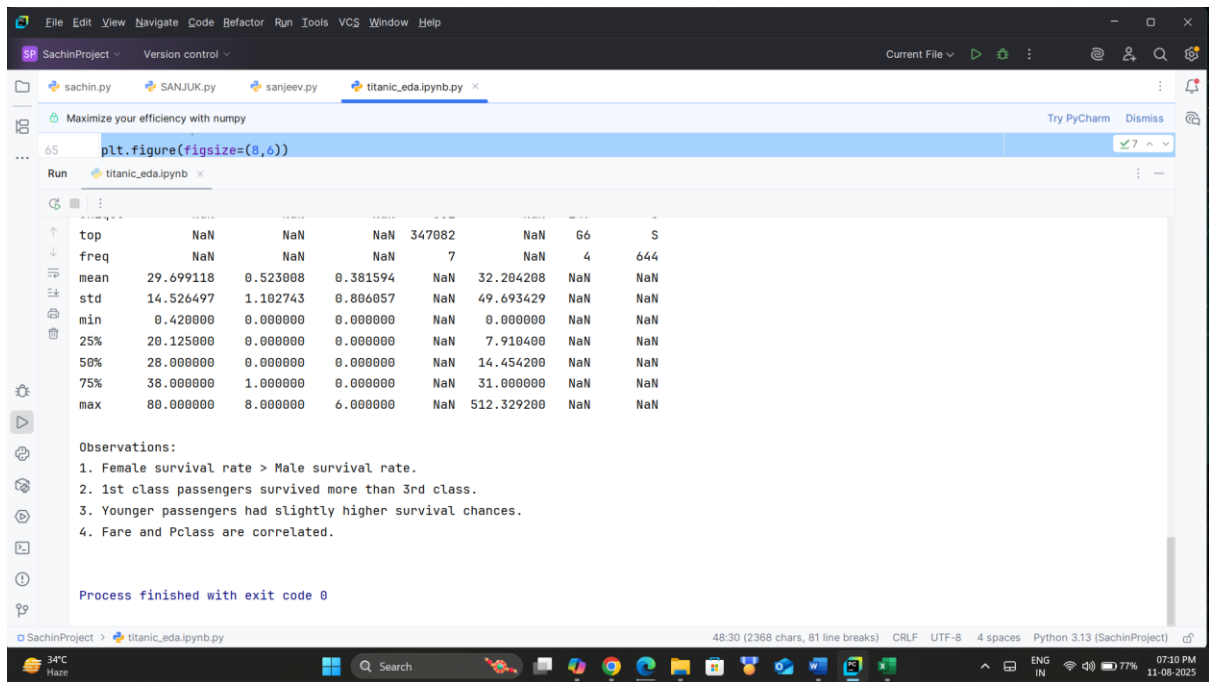 File Edit View Navigate Code Refactor Run Tools VCS Window Help
SP SachinProject Version control Current File
sachin.py SANJUK.py sanjeev.py titanic_eda.ipynb.py
Maximize your efficiency with numpy Try PyCharm Dismiss
65 plt.figure(figsize=(8,6)) 7
Run titanic_eda.ipynb
top NaN NaN NaN 347082 NaN G6 S
freq NaN NaN NaN 7 NaN 4 644
mean 29.699118 0.523008 0.381594 NaN 32.204208 NaN NaN
std 14.526497 1.102743 0.806057 NaN 49.693429 NaN NaN
min 0.420000 0.000000 0.000000 NaN 0.000000 NaN NaN
25% 20.125000 0.000000 0.000000 NaN 7.910400 NaN NaN
50% 28.000000 0.000000 0.000000 NaN 14.454200 NaN NaN
75% 38.000000 1.000000 0.000000 NaN 31.000000 NaN NaN
max 80.000000 8.000000 6.000000 NaN 512.329200 NaN NaN
Observations:
1. Female survival rate > Male survival rate.
2. 1st class passengers survived more than 3rd class.
3. Younger passengers had slightly higher survival chances.
4. Fare and Pclass are correlated.
Process finished with exit code 0
SachinProject > titanic_eda.ipynb.py 48:30 (2368 chars, 81 line breaks) CRLF UTF-8 4 spaces Python 3.13 (SachinProject)
34°C
Haze
Search
ENG
IN
77%
07:10 PM
11-08-2025